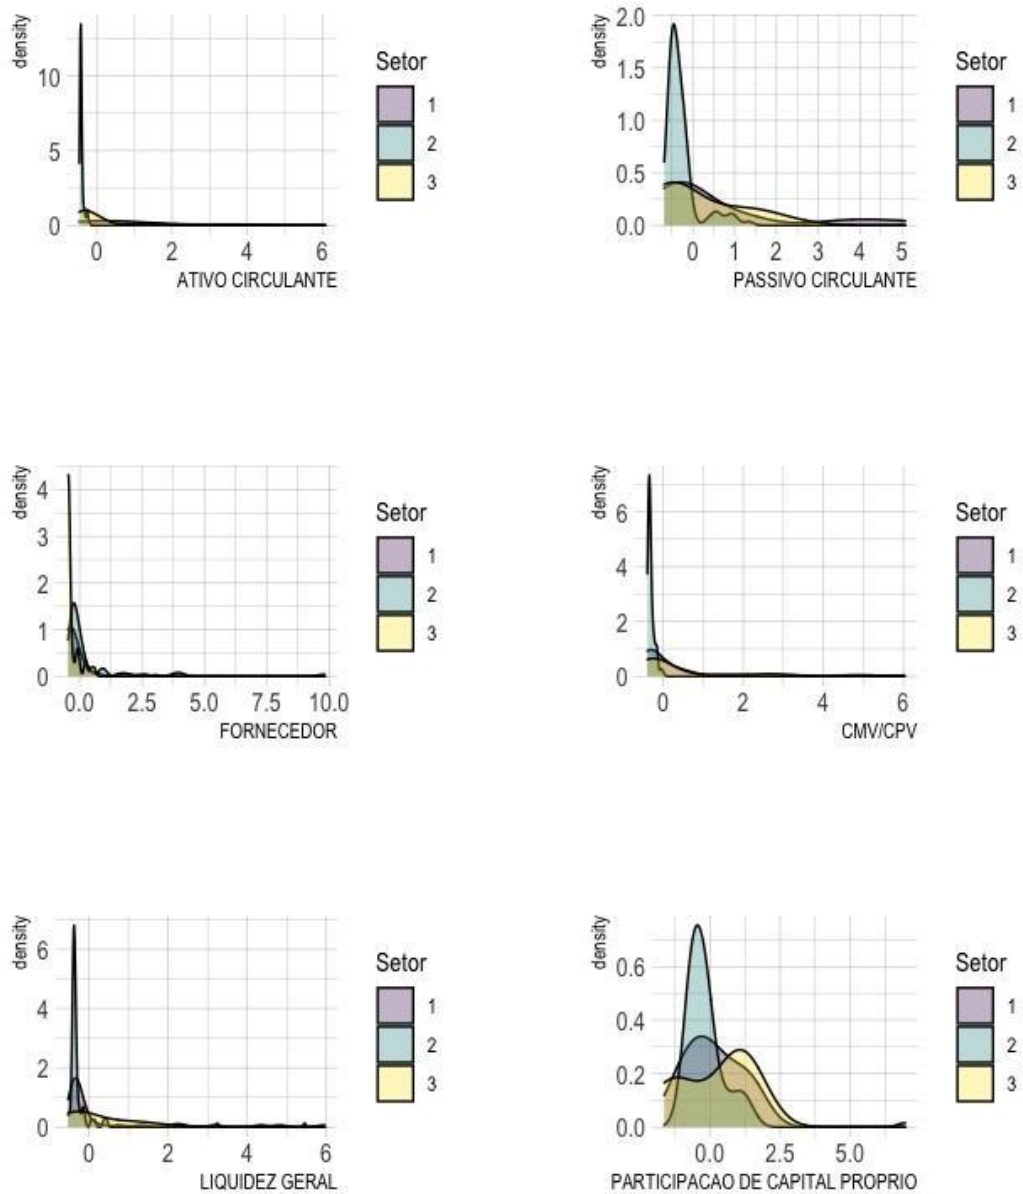 density
10
5
0
0 2 4 6
ATIVO CIRCULANTE
Setor
1
2
3
density
2.0
1.5
1.0
0.5
0.0
0 1 2 3 4 5
PASSIVO CIRCULANTE
Setor
1
2
3
density
4
3
2
1
0
0.0 2.5 5.0 7.5 10.0
FORNECEDOR
Setor
1
2
3
density
6
4
2
0
0 2 4 6
CMV/CPV
Setor
1
2
3
density
6
4
2
0
0 2 4 6
LIQUIDEZ GERAL
Setor
1
2
3
density
0.6
0.4
0.2
0.0
0.0 2.5 5.0
PARTICIPACAO DE CAPITAL PROPRIO
Setor
1
2
3